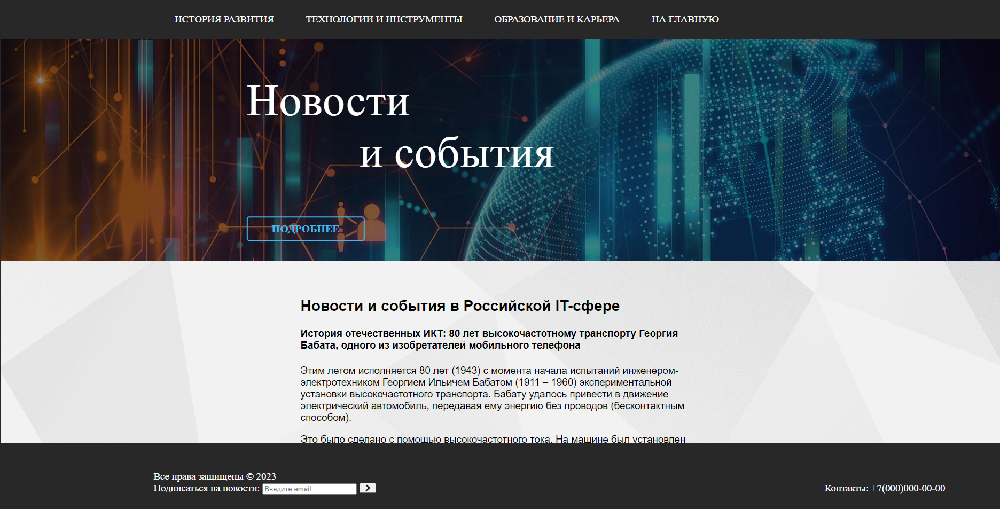 ИСТОРИЯ РАЗВИТИЯ ТЕХНОЛОГИИ И ИНСТРУМЕНТЫ ОБРАЗОВАНИЕ И КАРЬЕРА НА ГЛАВНУЮ
Новости
и события
ПОДРОБНЕЕ
Новости и события в Российской IT-сфере
История отечественных ИКТ: 80 лет высокочастотному транспорту Георгия
Бабата, одного из изобретателей мобильного телефона
Этим летом исполняется 80 лет (1943) с момента начала испытаний инженером-
электротехником Георгием Ильичем Бабатом (1911 – 1960) экспериментальной
установки высокочастотного транспорта. Бабату удалось привести в движение
электрический автомобиль, передавая ему энергию без проводов (бесконтактным
способом).
Это было сделано с помощью высокочастотного тока. На машине был установлен
Все права защищены © 2023
Подписаться на новости: Введите email >
Контакты: +7(000)000-00-00